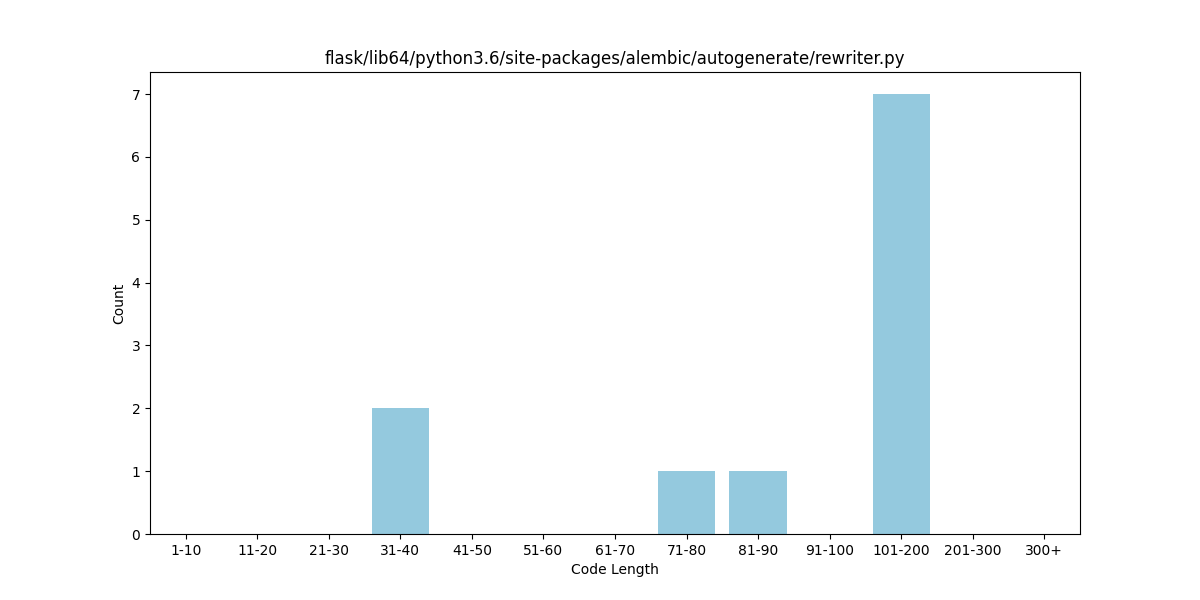 flask/lib64/python3.6/site-packages/alembic/autogenerate/rewriter.py
7
6
5
4
3
2
1
0
Count
1-10 11-20 21-30 31-40 41-50 51-60 61-70 71-80 81-90 91-100 101-200 201-300 300+
Code Length